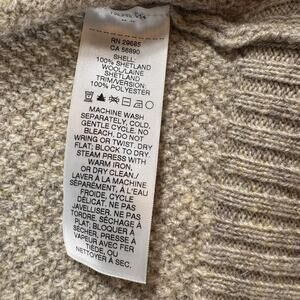 RN 29685
CA 56890
SHELL:
100% SHETLAND
WOOL/LAINE
SHETLAND
TRIM/VERSION:
100% POLYESTER
MACHINE WASH
SEPARATELY, COLD,
GENTLE CYCLE. NO
BLEACH. DO NOT
WRING OR TWIST. DRY
FLAT; BLOCK TO DRY.
STEAM PRESS WITH
WARM IRON,
OR DRY CLEAN./
LAVER À LA MACHINE
SÉPARÉMENT, À L'EAU
FROIDE, CYCLE
DÉLICAT. NE PAS
JAVELLISER. NE PAS
TORDRE. SÉCHAGE À
PLAT; BLOQUER À
SÉCHER, PRESSE À
VAPEUR AVEC FER
TIÈDE, OU
NETTOYER À SEC.